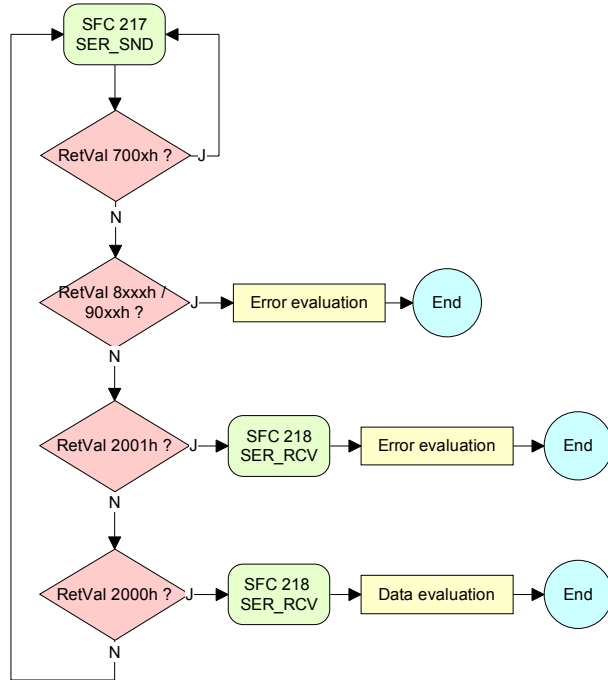 SFC 217
SER_SND
RetVal 700xh ?
J
N
RetVal 8xxxh /
90xxh ?
J
Error evaluation
End
N
RetVal 2001h ?
J
SFC 218
SER_RCV
Error evaluation
End
N
RetVal 2000h ?
J
SFC 218
SER_RCV
Data evaluation
End
N